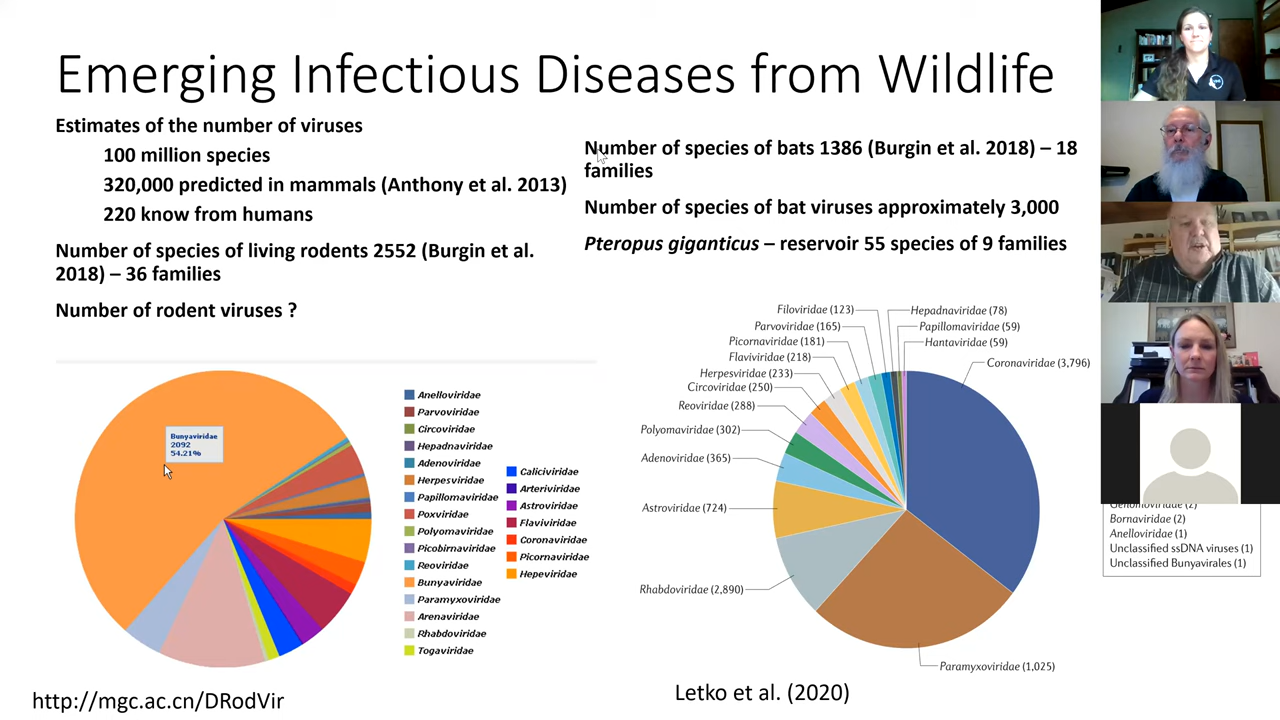 Emerging Infectious Diseases from Wildlife
Estimates of the number of viruses
100 million species
320,000 predicted in mammals (Anthony et al. 2013)
220 know from humans
Number of species of living rodents 2552 (Burgin et al.
2018) – 36 families
Number of rodent viruses ?
Number of species of bats 1386 (Burgin et al. 2018) – 18
families
Number of species of bat viruses approximately 3,000
Pteropus giganticus – reservoir 55 species of 9 families
Bunyaviridae
2092
54.21%
Anelloviridae
Parvoviridae
Circoviridae
Hepadnaviridae
Adenoviridae
Herpesviridae
Papillomaviridae
Poxviridae
Polyomaviridae
Picobirnaviridae
Reoviridae
Bunyaviridae
Paramyxoviridae
Arenaviridae
Rhabdoviridae
Togaviridae
Caliciviridae
Arteriviridae
Astroviridae
Flaviviridae
Coronaviridae
Picornaviridae
Hepeviridae
http://mgc.ac.cn/DRodVir
Filoviridae (123)
Parvoviridae (165)
Picornaviridae (181)
Flaviviridae (218)
Herpesviridae (233)
Circoviridae (250)
Reoviridae (288)
Polyomaviridae (302)
Adenoviridae (365)
Astroviridae (724)
Rhabdoviridae (2,890)
Hepadnaviridae (78)
Papillomaviridae (59)
Hantaviridae (59)
Coronaviridae (3,796)
Paramyxoviridae (1,025)
Bornaviridae (2)
Anelloviridae (1)
Unclassified ssDNA viruses (1)
Unclassified Bunyavirales (1)
Letko et al. (2020)